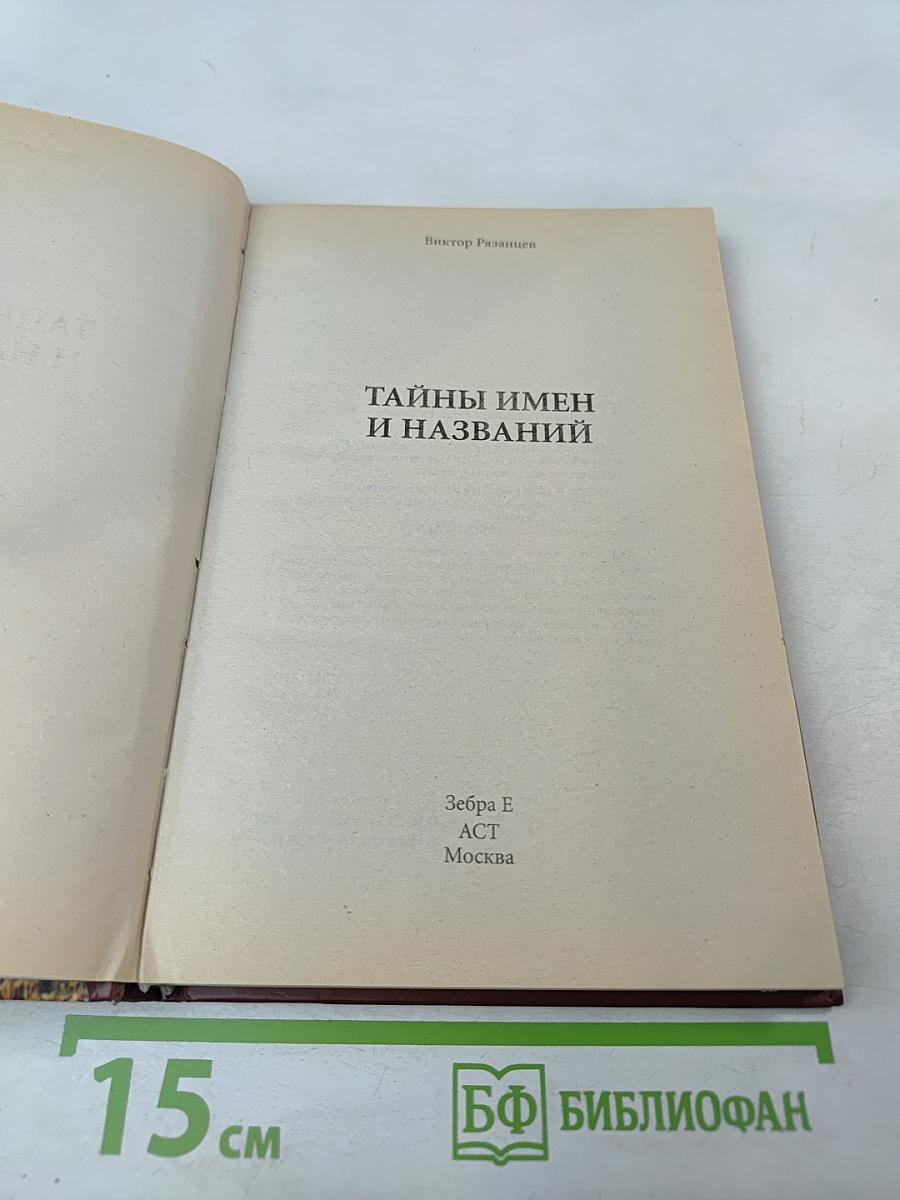 Виктор Рязанцев
ТАЙНЫ ИМЕН
И НАЗВАНИЙ
Зебра Е
АСТ
Москва
15 см
БФ БИБЛИОФАН